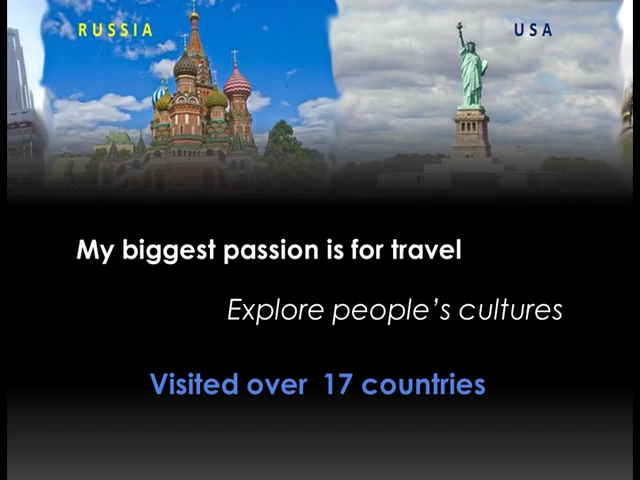 RUSSIA
USA
My biggest passion is for travel
Explore people's cultures
Visited over 17 countries